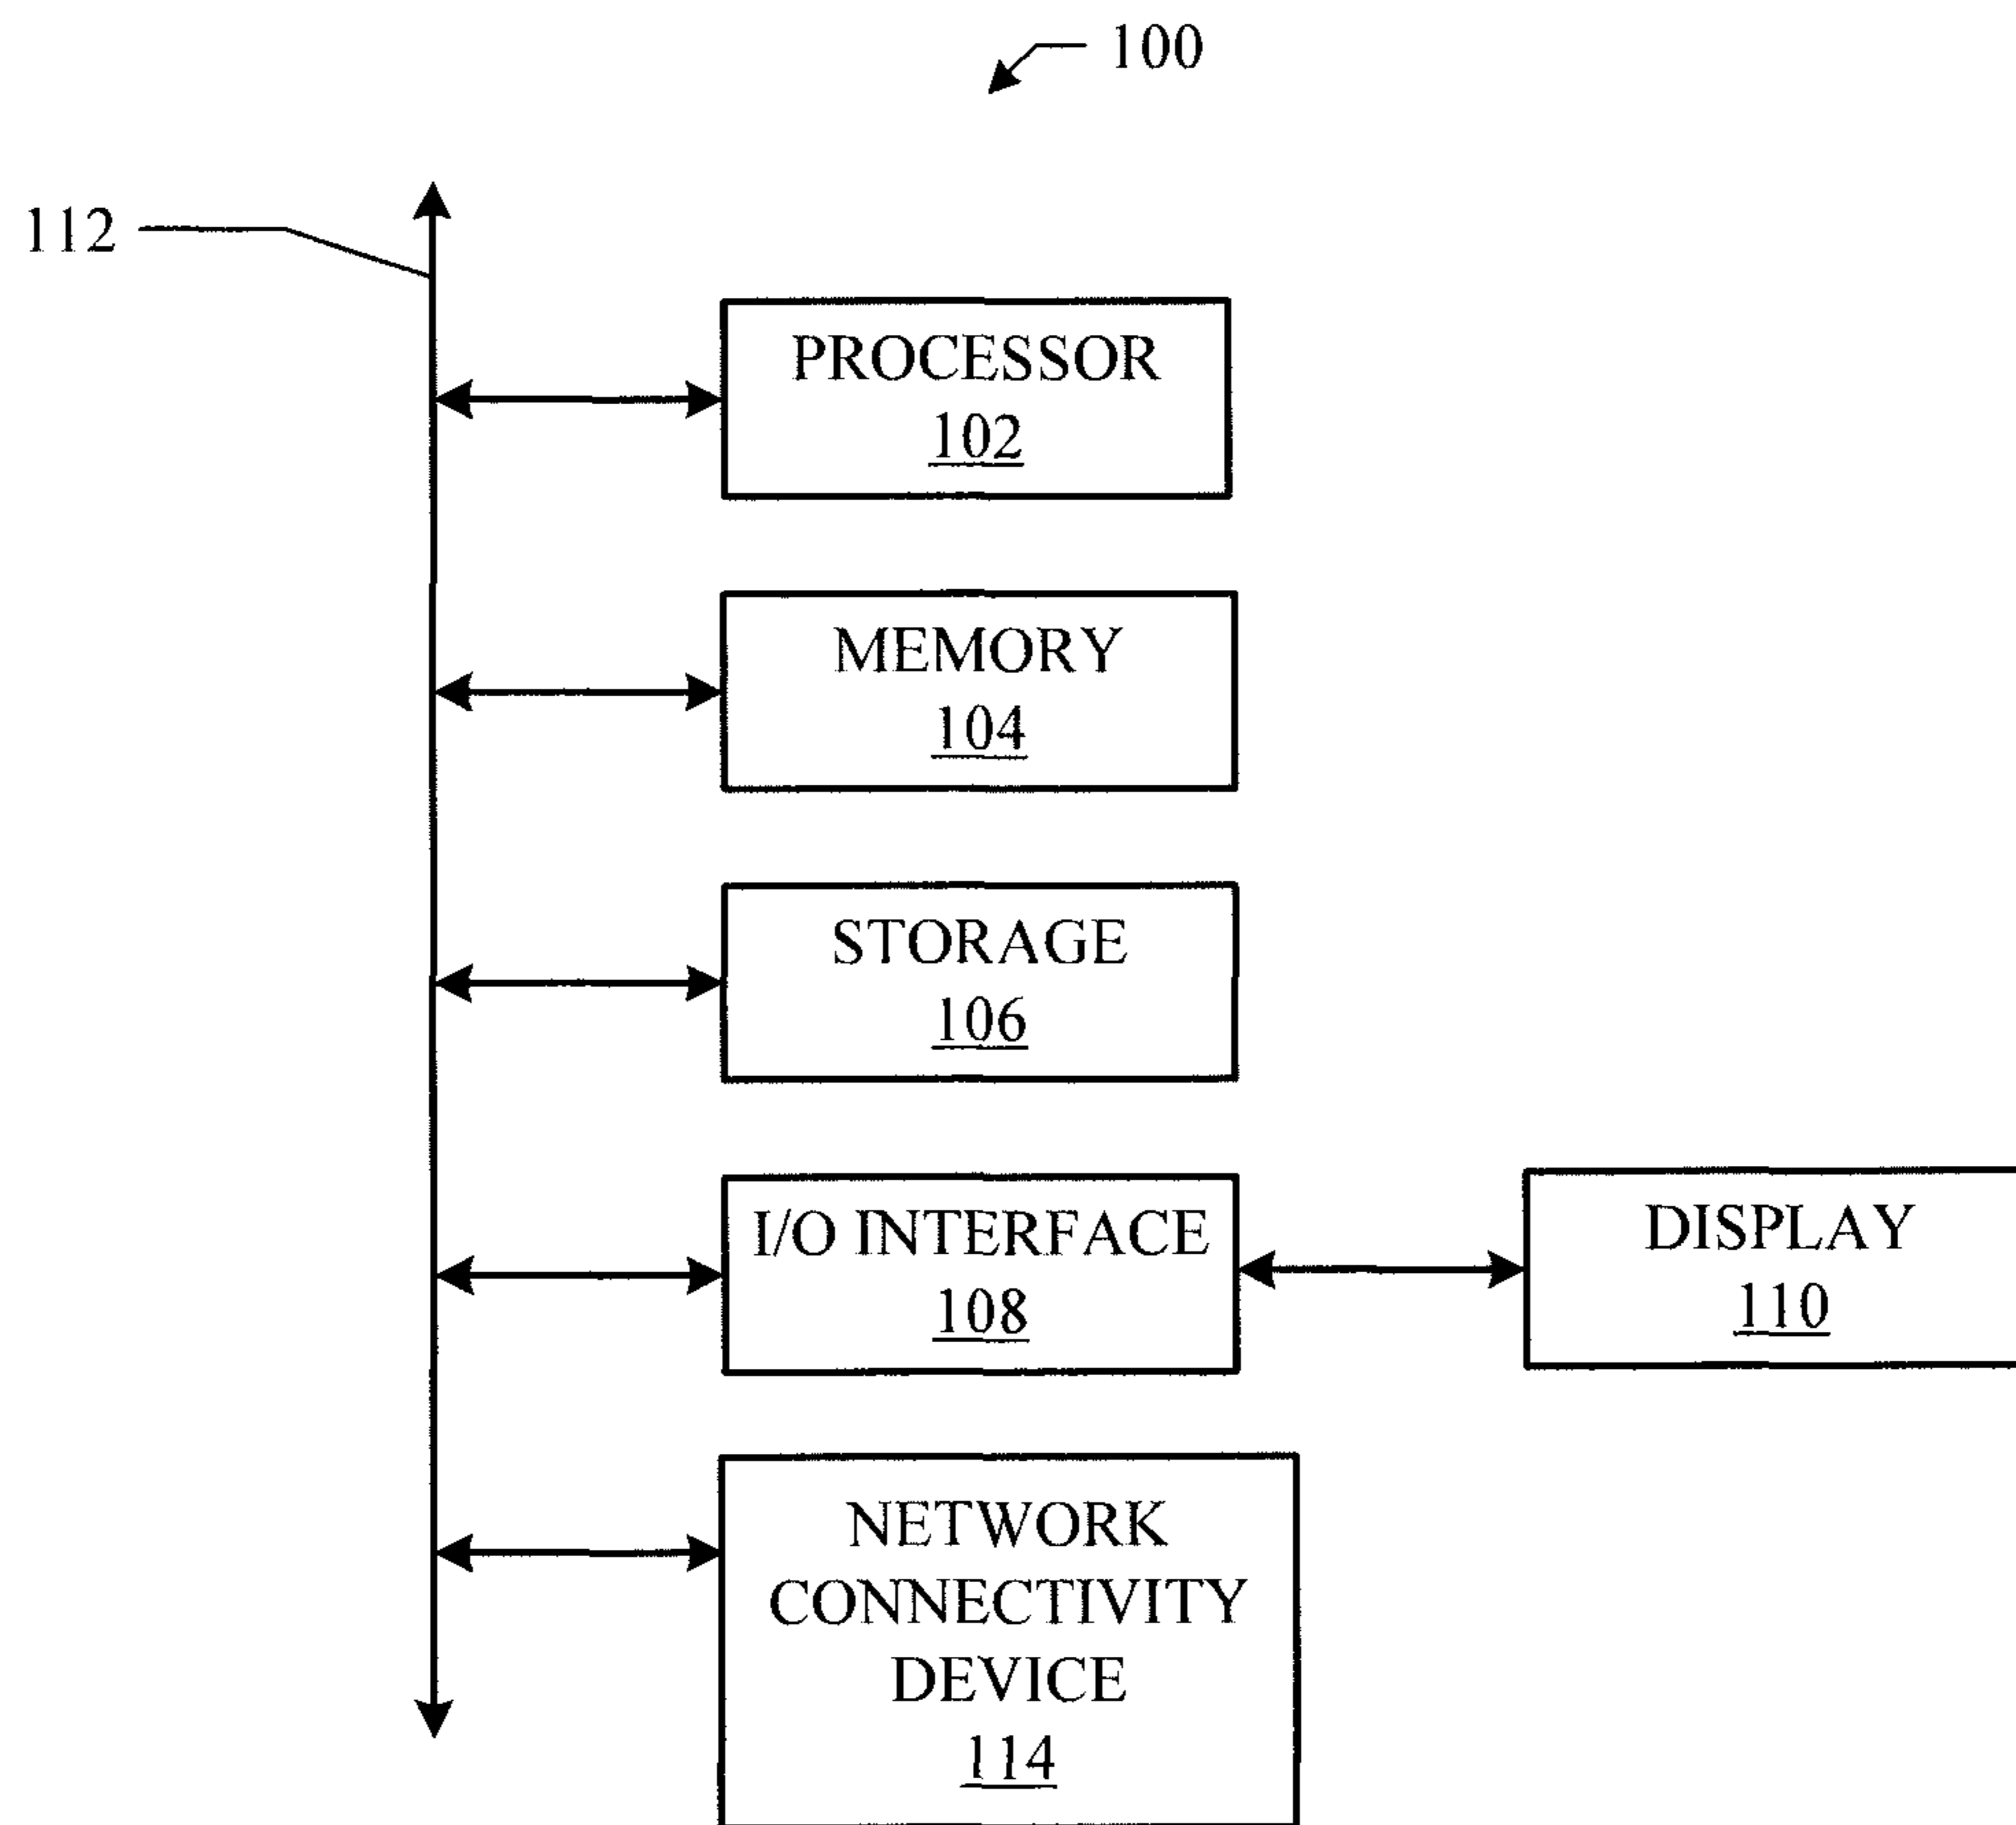 100
112
PROCESSOR
102
MEMORY
104
STORAGE
106
I/O INTERFACE
108
DISPLAY
110
NETWORK
CONNECTIVITY
DEVICE
114